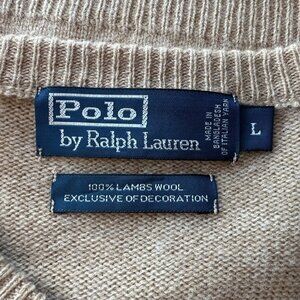 Polo
by Ralph Lauren
MADE IN
BANGLADESH
OF ITALIAN YARN
L
100% LAMBS WOOL
EXCLUSIVE OF DECORATION